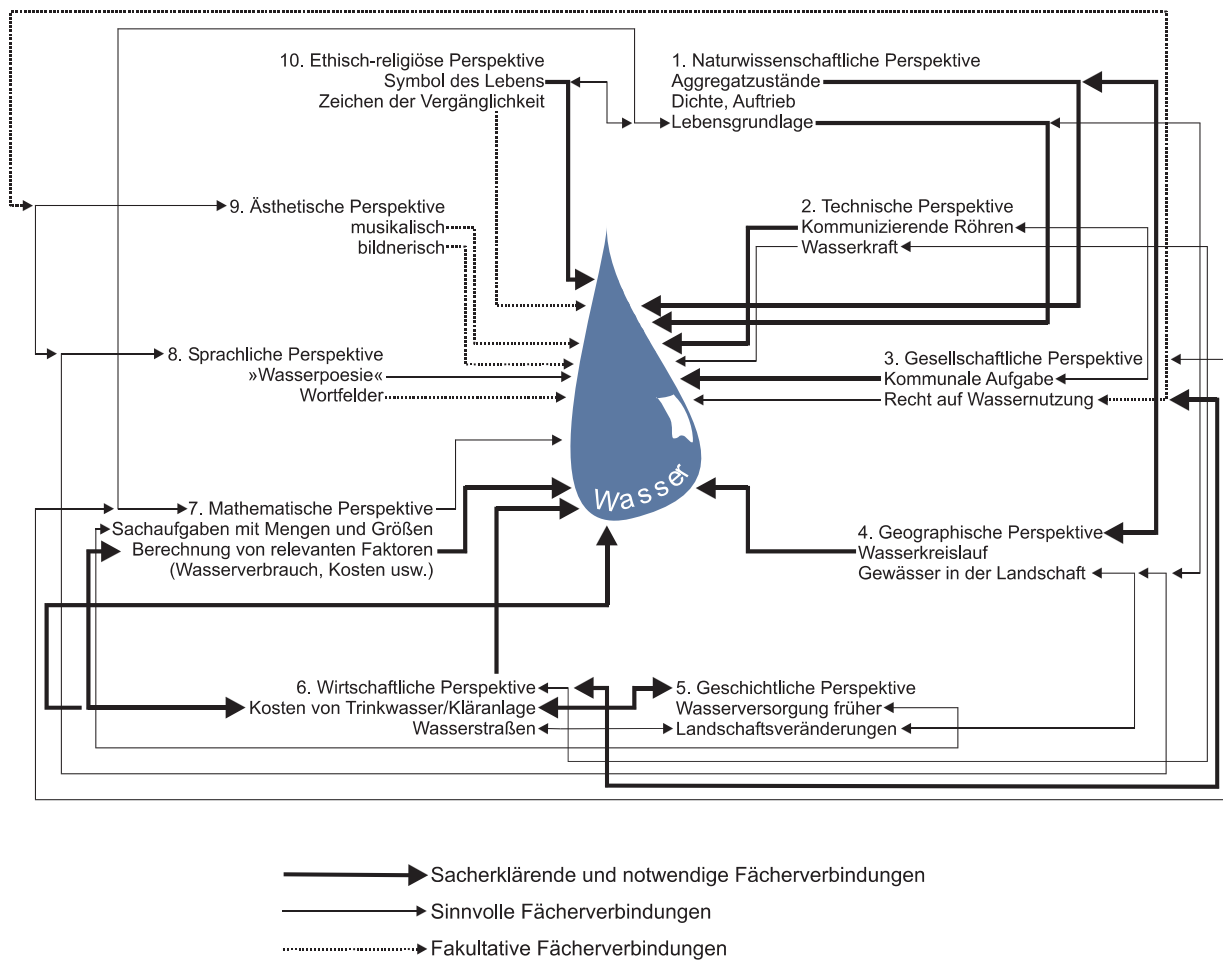 10. Ethisch-religiöse Perspektive
Symbol des Lebens
Zeichen der Vergänglichkeit
1. Naturwissenschaftliche Perspektive
Aggregatzustände
Dichte, Auftrieb
Lebensgrundlage
9. Ästhetische Perspektive
musikalisch
bildnerisch
2. Technische Perspektive
Kommunizierende Röhren
Wasserkraft
8. Sprachliche Perspektive
»Wasserpoesie«
Wortfelder
3. Gesellschaftliche Perspektive
Kommunale Aufgabe
Recht auf Wassernutzung
Wasser
7. Mathematische Perspektive
Sachaufgaben mit Mengen und Größen
Berechnung von relevanten Faktoren
(Wasserverbrauch, Kosten usw.)
4. Geographische Perspektive
Wasserkreislauf
Gewässer in der Landschaft
6. Wirtschaftliche Perspektive
Kosten von Trinkwasser/Kläranlage
Wasserstraßen
5. Geschichtliche Perspektive
Wasserversorgung früher
Landschaftsveränderungen
Sacherklärende und notwendige Fächerverbindungen
Sinnvolle Fächerverbindungen
Fakultative Fächerverbindungen